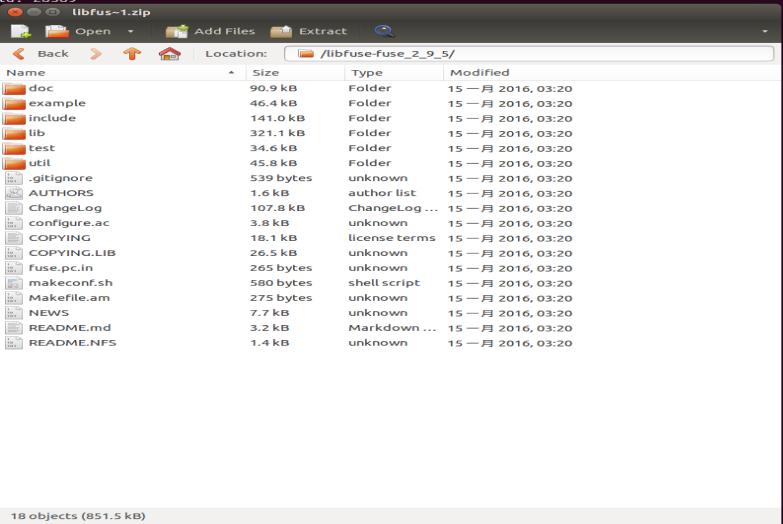 libfus~1.zip
Open Add Files Extract
Back Location: /libfuse-fuse_2_9_5/
Name Size Type Modified
doc 90.9 kB Folder 15 一月 2016, 03:20
example 46.4 kB Folder 15 一月 2016, 03:20
include 141.0 kB Folder 15 一月 2016, 03:20
lib 321.1 kB Folder 15 一月 2016, 03:20
test 34.6 kB Folder 15 一月 2016, 03:20
util 45.8 kB Folder 15 一月 2016, 03:20
.gitignore 539 bytes unknown 15 一月 2016, 03:20
AUTHORS 1.6 kB author list 15 一月 2016, 03:20
ChangeLog 107.8 kB ChangeLog ... 15 一月 2016, 03:20
configure.ac 3.8 kB unknown 15 一月 2016, 03:20
COPYING 18.1 kB license terms 15 一月 2016, 03:20
COPYING.LIB 26.5 kB unknown 15 一月 2016, 03:20
fuse.pc.in 265 bytes unknown 15 一月 2016, 03:20
makeconf.sh 580 bytes shell script 15 一月 2016, 03:20
Makefile.am 275 bytes unknown 15 一月 2016, 03:20
NEWS 7.7 kB unknown 15 一月 2016, 03:20
README.md 3.2 kB Markdown ... 15 一月 2016, 03:20
README.NFS 1.4 kB unknown 15 一月 2016, 03:20
18 objects (851.5 kB)